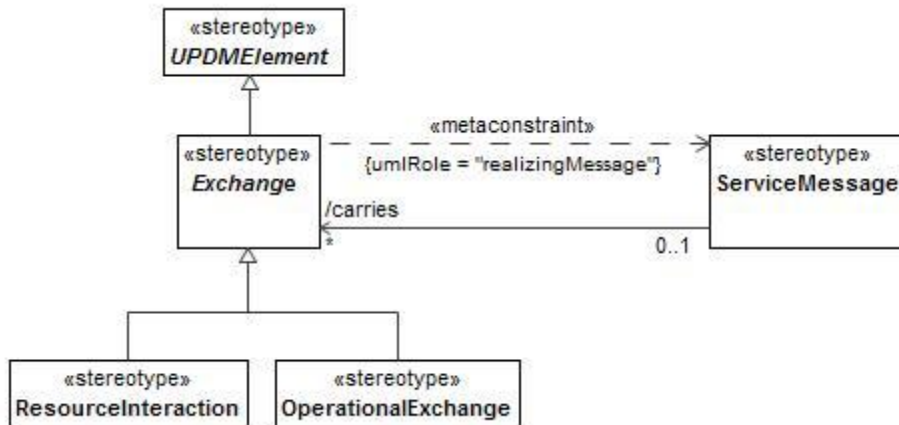 «stereotype»
UPDMElement
«metaconstraint»
«stereotype»
Exchange
{umlRole = "realizingMessage"}
«stereotype»
ServiceMessage
/carries
*
0..1
«stereotype»
ResourceInteraction
«stereotype»
OperationalExchange